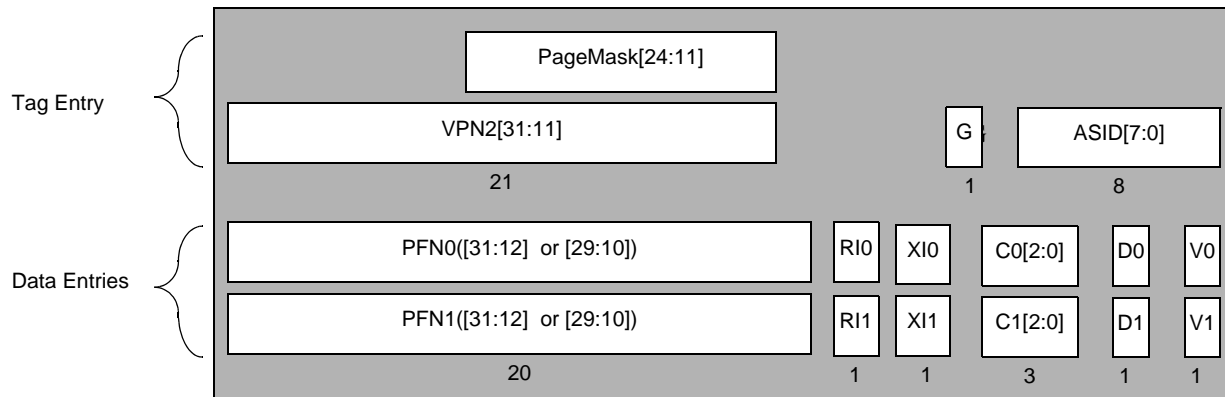 PageMask[24:11]
Tag Entry
VPN2[31:11]
G
ASID[7:0]
21
1
8
PFN0([31:12] or [29:10])
RI0
XI0
C0[2:0]
D0
V0
Data Entries
PFN1([31:12] or [29:10])
RI1
XI1
C1[2:0]
D1
V1
20
1
1
3
1
1